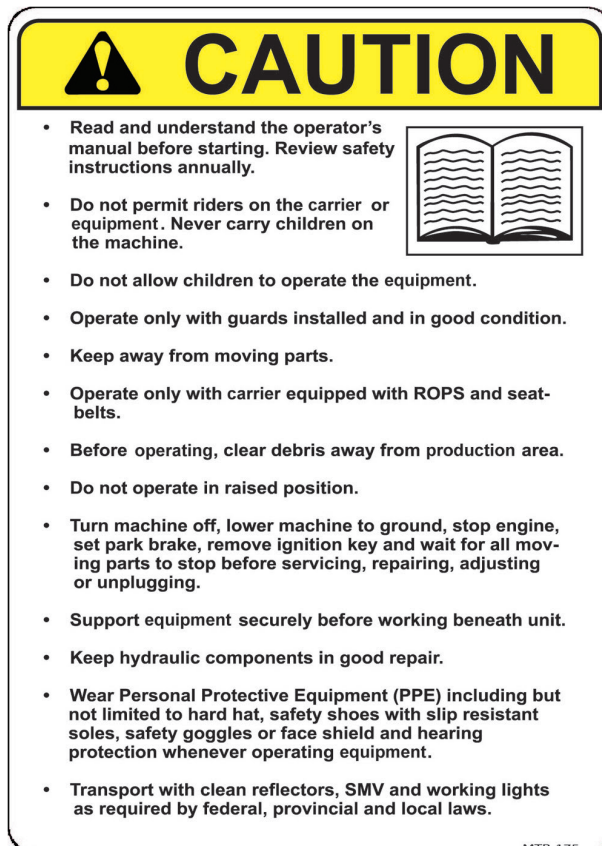 CAUTION
• Read and understand the operator's
manual before starting. Review safety
instructions annually.
• Do not permit riders on the carrier or
equipment. Never carry children on
the machine.
• Do not allow children to operate the equipment.
• Operate only with guards installed and in good condition.
• Keep away from moving parts.
• Operate only with carrier equipped with ROPS and seat-
belts.
• Before operating, clear debris away from production area.
• Do not operate in raised position.
• Turn machine off, lower machine to ground, stop engine,
set park brake, remove ignition key and wait for all mov-
ing parts to stop before servicing, repairing, adjusting
or unplugging.
• Support equipment securely before working beneath unit.
• Keep hydraulic components in good repair.
• Wear Personal Protective Equipment (PPE) including but
not limited to hard hat, safety shoes with slip resistant
soles, safety goggles or face shield and hearing
protection whenever operating equipment.
• Transport with clean reflectors, SMV and working lights
as required by federal, provincial and local laws.